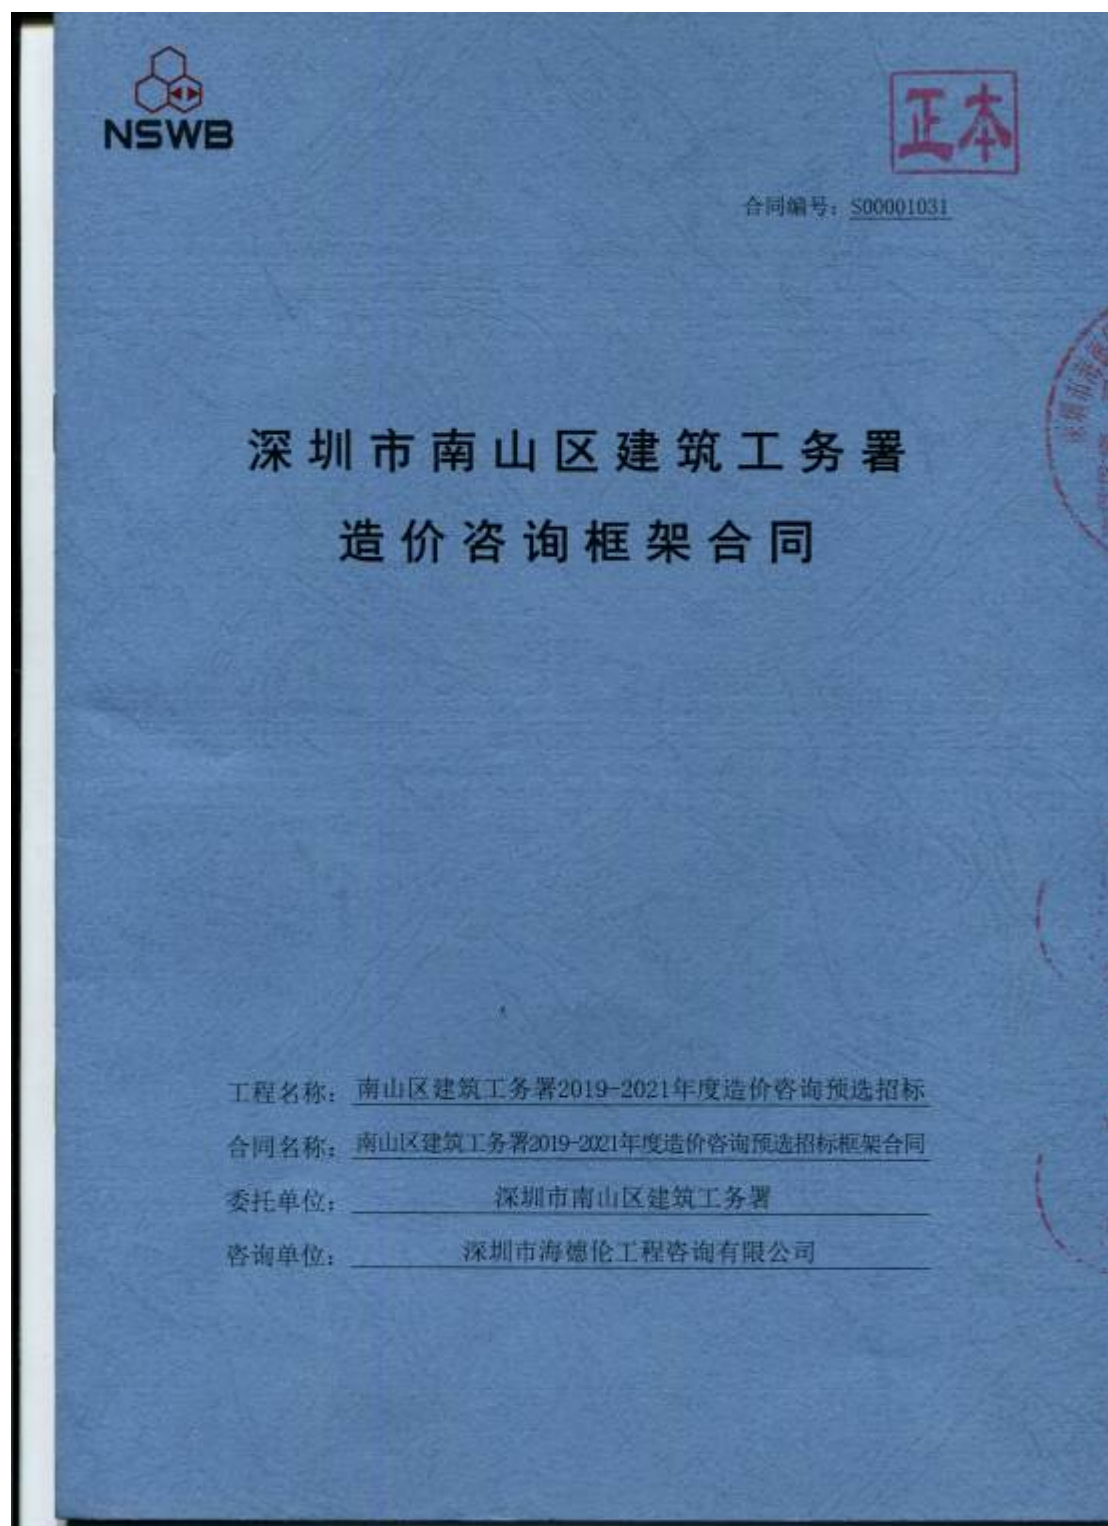 NSWB
正本
合同编号：S00001031
深圳市南山区建筑工务署
造价咨询框架合同
工程名称：南山区建筑工务署2019-2021年度造价咨询预选招标
合同名称：南山区建筑工务署2019-2021年度造价咨询预选招标框架合同
委托单位：深圳市南山区建筑工务署
咨询单位：深圳市海德伦工程咨询有限公司
深圳市海德